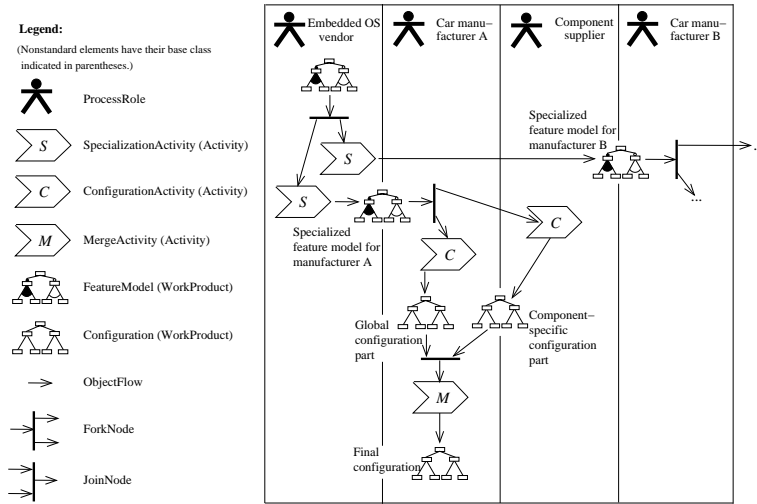 Legend:
(Nonstandard elements have their base class
indicated in parentheses.)
ProcessRole
S
SpecializationActivity (Activity)
C
ConfigurationActivity (Activity)
M
MergeActivity (Activity)
FeatureModel (WorkProduct)
Configuration (WorkProduct)
ObjectFlow
ForkNode
JoinNode
Embedded OS
vendor
Car manu−
facturer A
Component
supplier
Car manu−
facturer B
Specialized
feature model for
manufacturer B
S
...
S
...
Specialized
feature model for
manufacturer A
C
C
Global
configuration
part
Component−
specific
configuration
part
M
Final
configuration